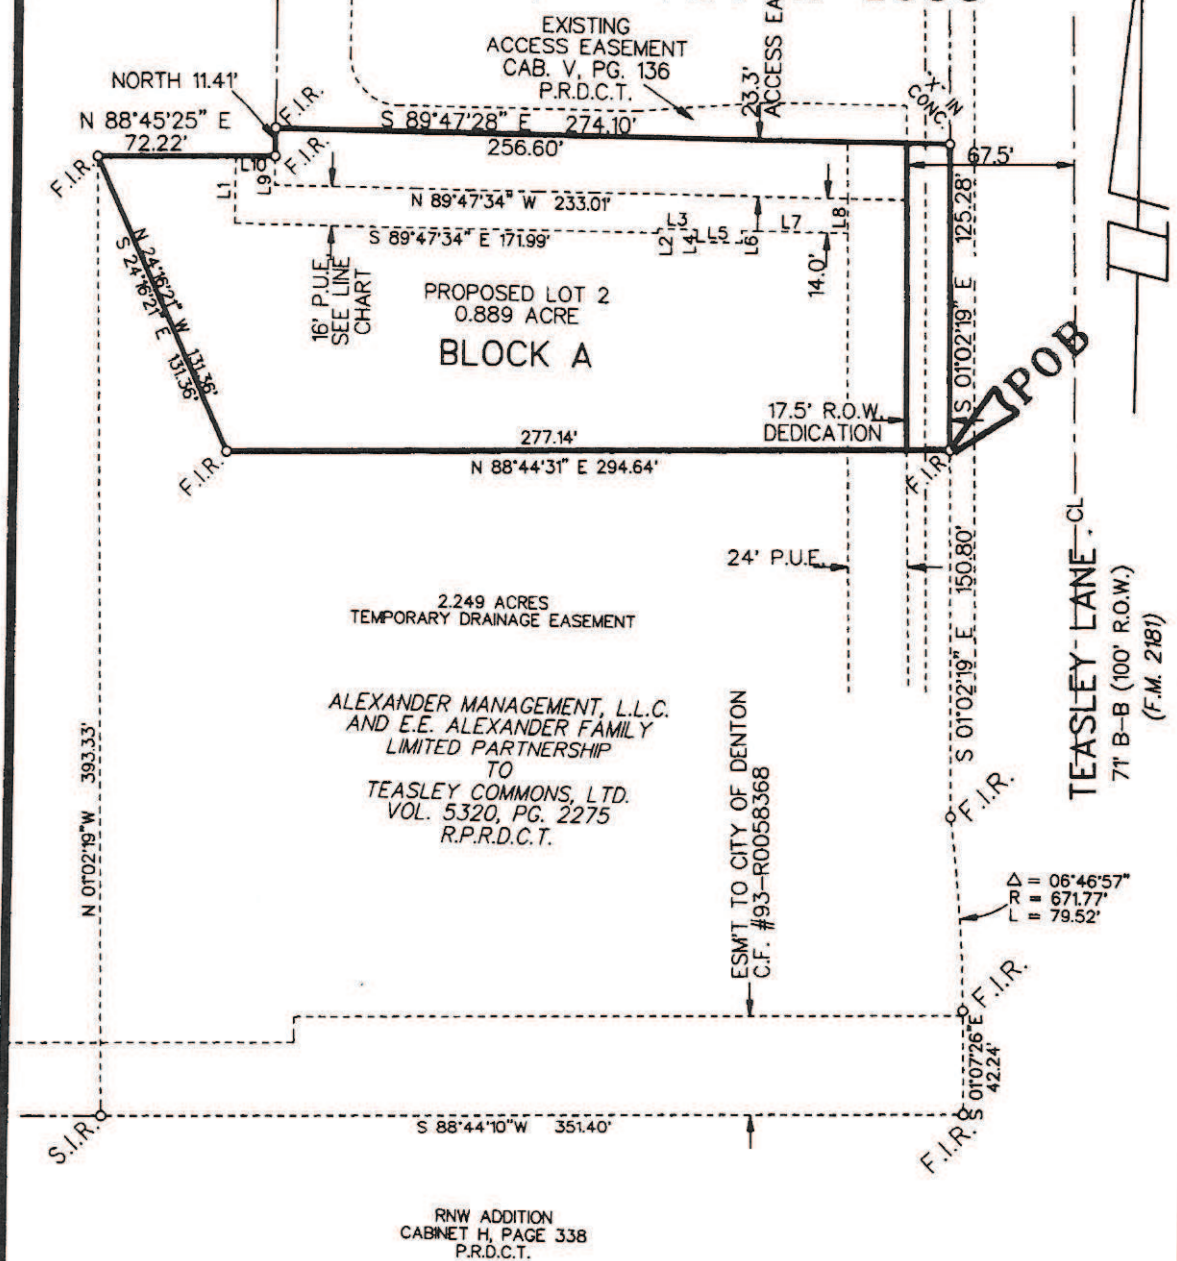 EXISTING
ACCESS EASEMENT
CAB. V, PG. 136
P.R.D.C.T.
23.3'
ACCESS EA
"X" IN
CONC.
NORTH 11.41'
F.I.R.
N 88°45'25" E
72.22'
S 89°47'28" E 274.10'
256.60'
F.I.R.
F.I.R.
67.5'
L10
L1
L9
N 89°47'34" W 233.01'
S 89°47'34" E 171.99'
L3
L2
L4
L5
L6
L7
L8
14.0'
125.28'
S 01°02'19" E
N 24°16'21" W 131.36'
S 24°16'21" E 131.36'
16' P.U.E.
SEE LINE
CHART
PROPOSED LOT 2
0.889 ACRE
BLOCK A
POB
17.5' R.O.W.
DEDICATION
277.14'
N 88°44'31" E 294.64'
F.I.R.
F.I.R.
24' P.U.E.
S 01°02'19" E 150.80'
CL
TEASLEY LANE
71' B-B (100' R.O.W.)
(F.M. 2181)
2.249 ACRES
TEMPORARY DRAINAGE EASEMENT
ALEXANDER MANAGEMENT, L.L.C.
AND E.E. ALEXANDER FAMILY
LIMITED PARTNERSHIP
TO
TEASLEY COMMONS, LTD.
VOL. 5320, PG. 2275
R.P.R.D.C.T.
N 01°02'19"W 393.33'
ESM'T TO CITY OF DENTON
C.F. #93-R0058368
F.I.R.
Δ = 06°46'57"
R = 671.77'
L = 79.52'
F.I.R.
S 01°07'26"E
42.24'
S 88°44'10"W 351.40'
S.I.R.
F.I.R.
RNW ADDITION
CABINET H, PAGE 338
P.R.D.C.T.